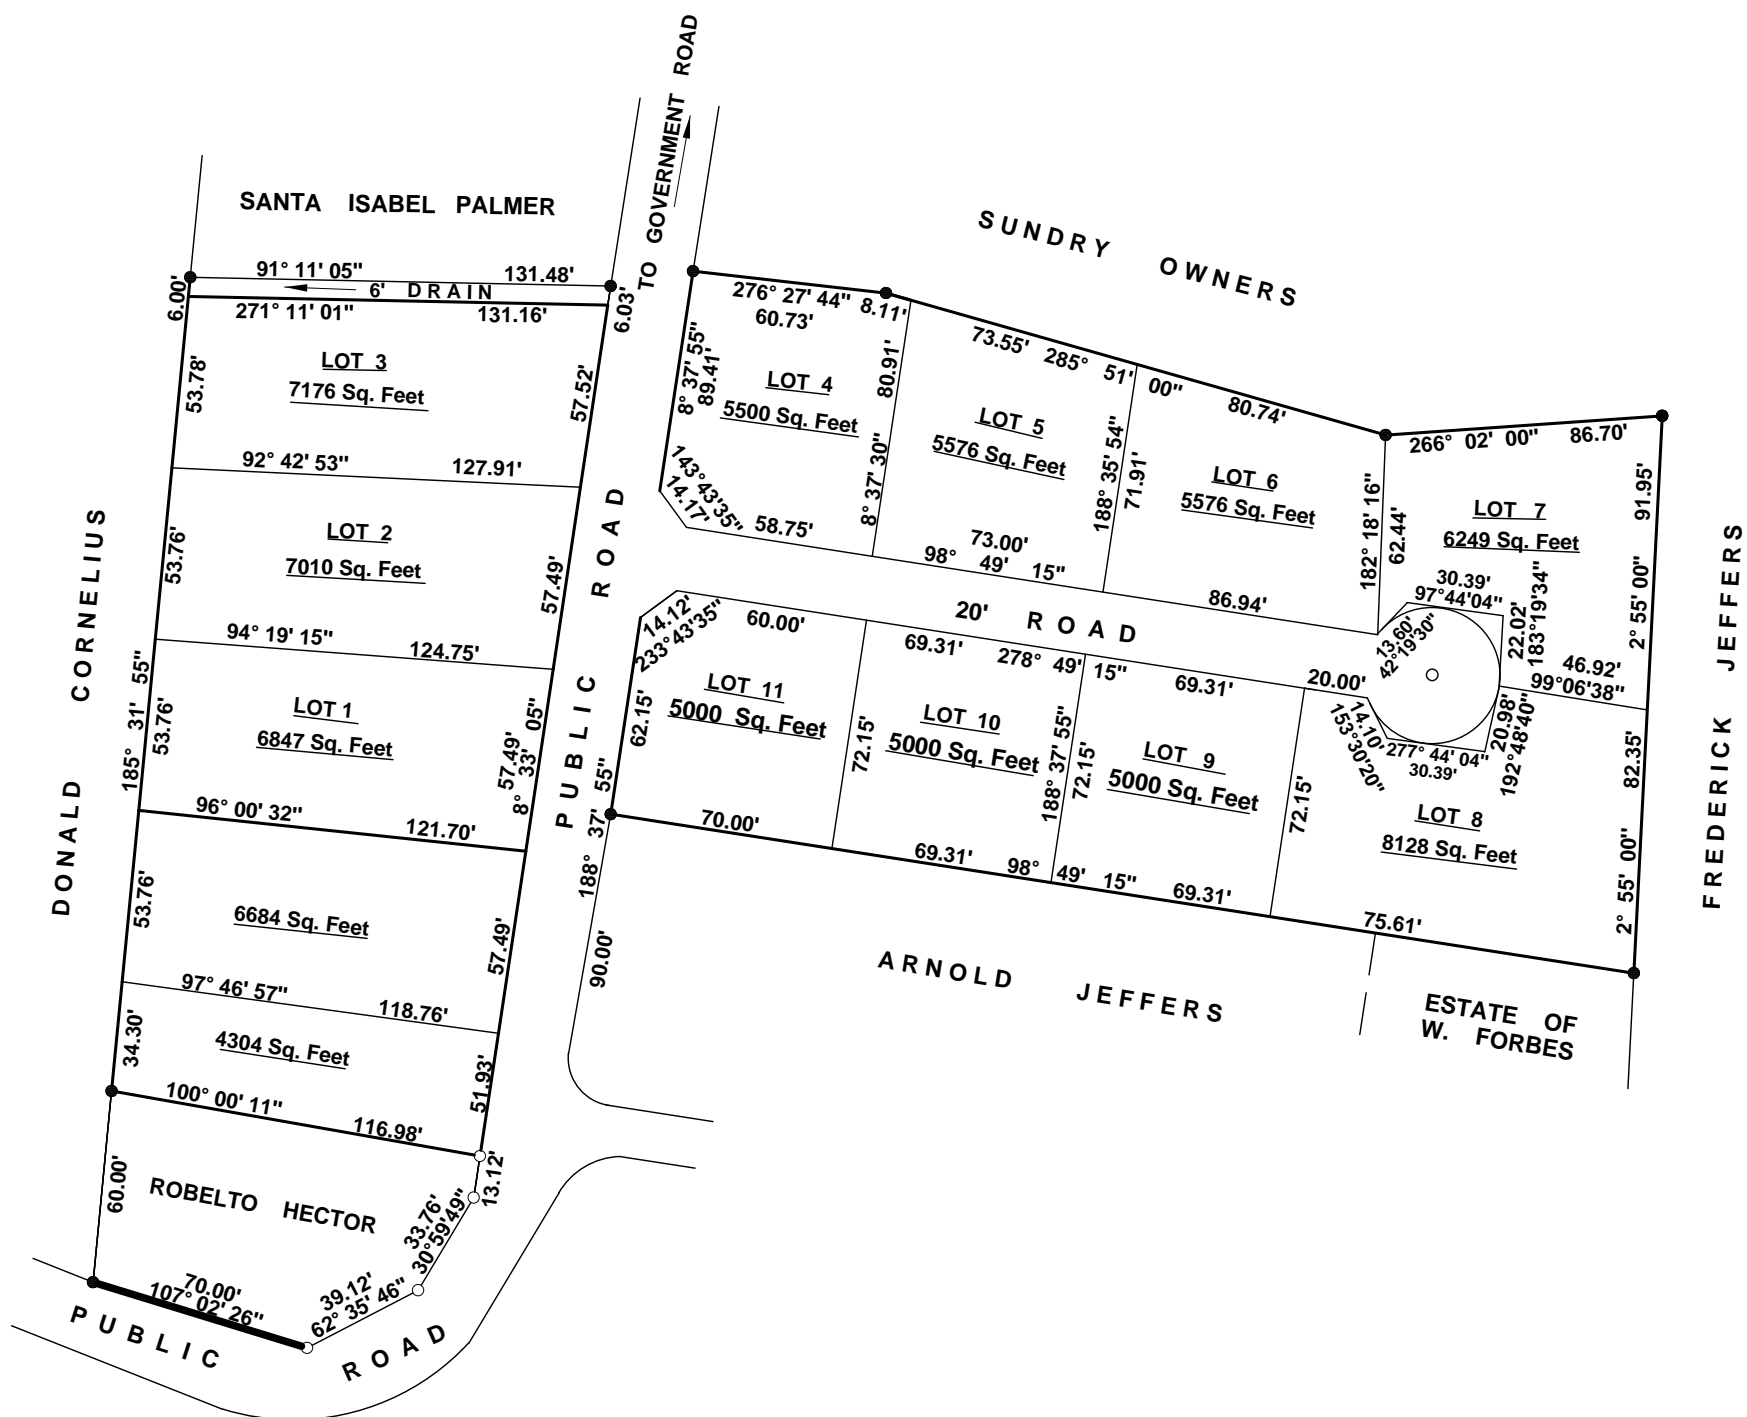 TO GOVERNMENT ROAD
SANTA ISABEL PALMER
SUNDRY OWNERS
91° 11' 05" 131.48'
6.00'
6' DRAIN
6.03'
271° 11' 01" 131.16'
LOT 3
7176 Sq. Feet
53.78'
57.52'
92° 42' 53" 127.91'
LOT 2
7010 Sq. Feet
53.76'
57.49'
94° 19' 15" 124.75'
LOT 1
6847 Sq. Feet
185° 31' 55"
53.76'
57.49'
8° 33' 05"
96° 00' 32" 121.70'
6684 Sq. Feet
53.76'
57.49'
97° 46' 57" 118.76'
4304 Sq. Feet
34.30'
51.93'
100° 00' 11" 116.98'
ROBELTO HECTOR
60.00'
13.12'
33.76'
30°59'49"
39.12'
62° 35' 46"
70.00'
107° 02' 26"
PUBLIC ROAD
DONALD CORNELIUS
PUBLIC ROAD
276° 27' 44" 8.11'
60.73'
8° 37' 55"
89.41'
LOT 4
5500 Sq. Feet
80.91'
8° 37' 30"
143°43'35"
14.17'
58.75'
73.55' 285° 51' 00"
LOT 5
5576 Sq. Feet
73.00'
98° 49' 15"
188° 35' 54"
71.91'
80.74'
LOT 6
5576 Sq. Feet
86.94'
182° 18' 16"
62.44'
266° 02' 00" 86.70'
LOT 7
6249 Sq. Feet
91.95'
2° 55' 00"
30.39'
97°44'04"
22.02'
183°19'34"
13.60'
42°19'30"
46.92'
99°06'38"
20' ROAD
14.12'
233°43'35"
60.00'
62.15'
LOT 11
5000 Sq. Feet
72.15'
188° 37' 55"
70.00'
90.00'
69.31' 278° 49' 15"
LOT 10
5000 Sq. Feet
188° 37' 55"
72.15'
69.31' 98° 49' 15"
69.31'
LOT 9
5000 Sq. Feet
72.15'
69.31'
20.00'
14.10'
153°30'20"
277° 44' 04"
30.39'
20.98'
192°48'40"
LOT 8
8128 Sq. Feet
82.35'
2° 55' 00"
75.61'
ARNOLD JEFFERS
ESTATE OF
W. FORBES
FREDERICK JEFFERS